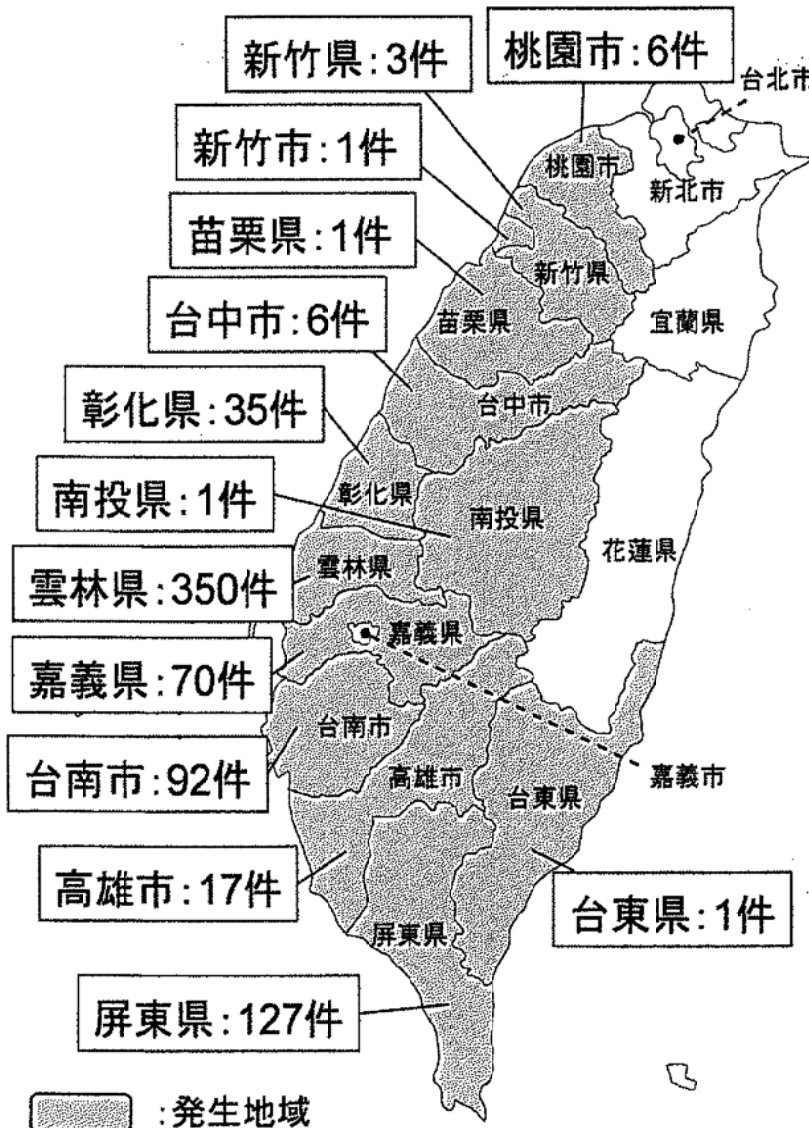 新竹県:3件
桃園市:6件
台北市
新竹市:1件
桃園市
新北市
苗栗県:1件
新竹県
苗栗県
宜蘭県
台中市:6件
台中市
彰化県:35件
彰化県
南投県:1件
南投県
花蓮県
雲林県
雲林県:350件
嘉義県
嘉義県:70件
台南市
台南市:92件
高雄市
台東県
嘉義市
高雄市:17件
台東県:1件
屏東県
屏東県:127件
:発生地域